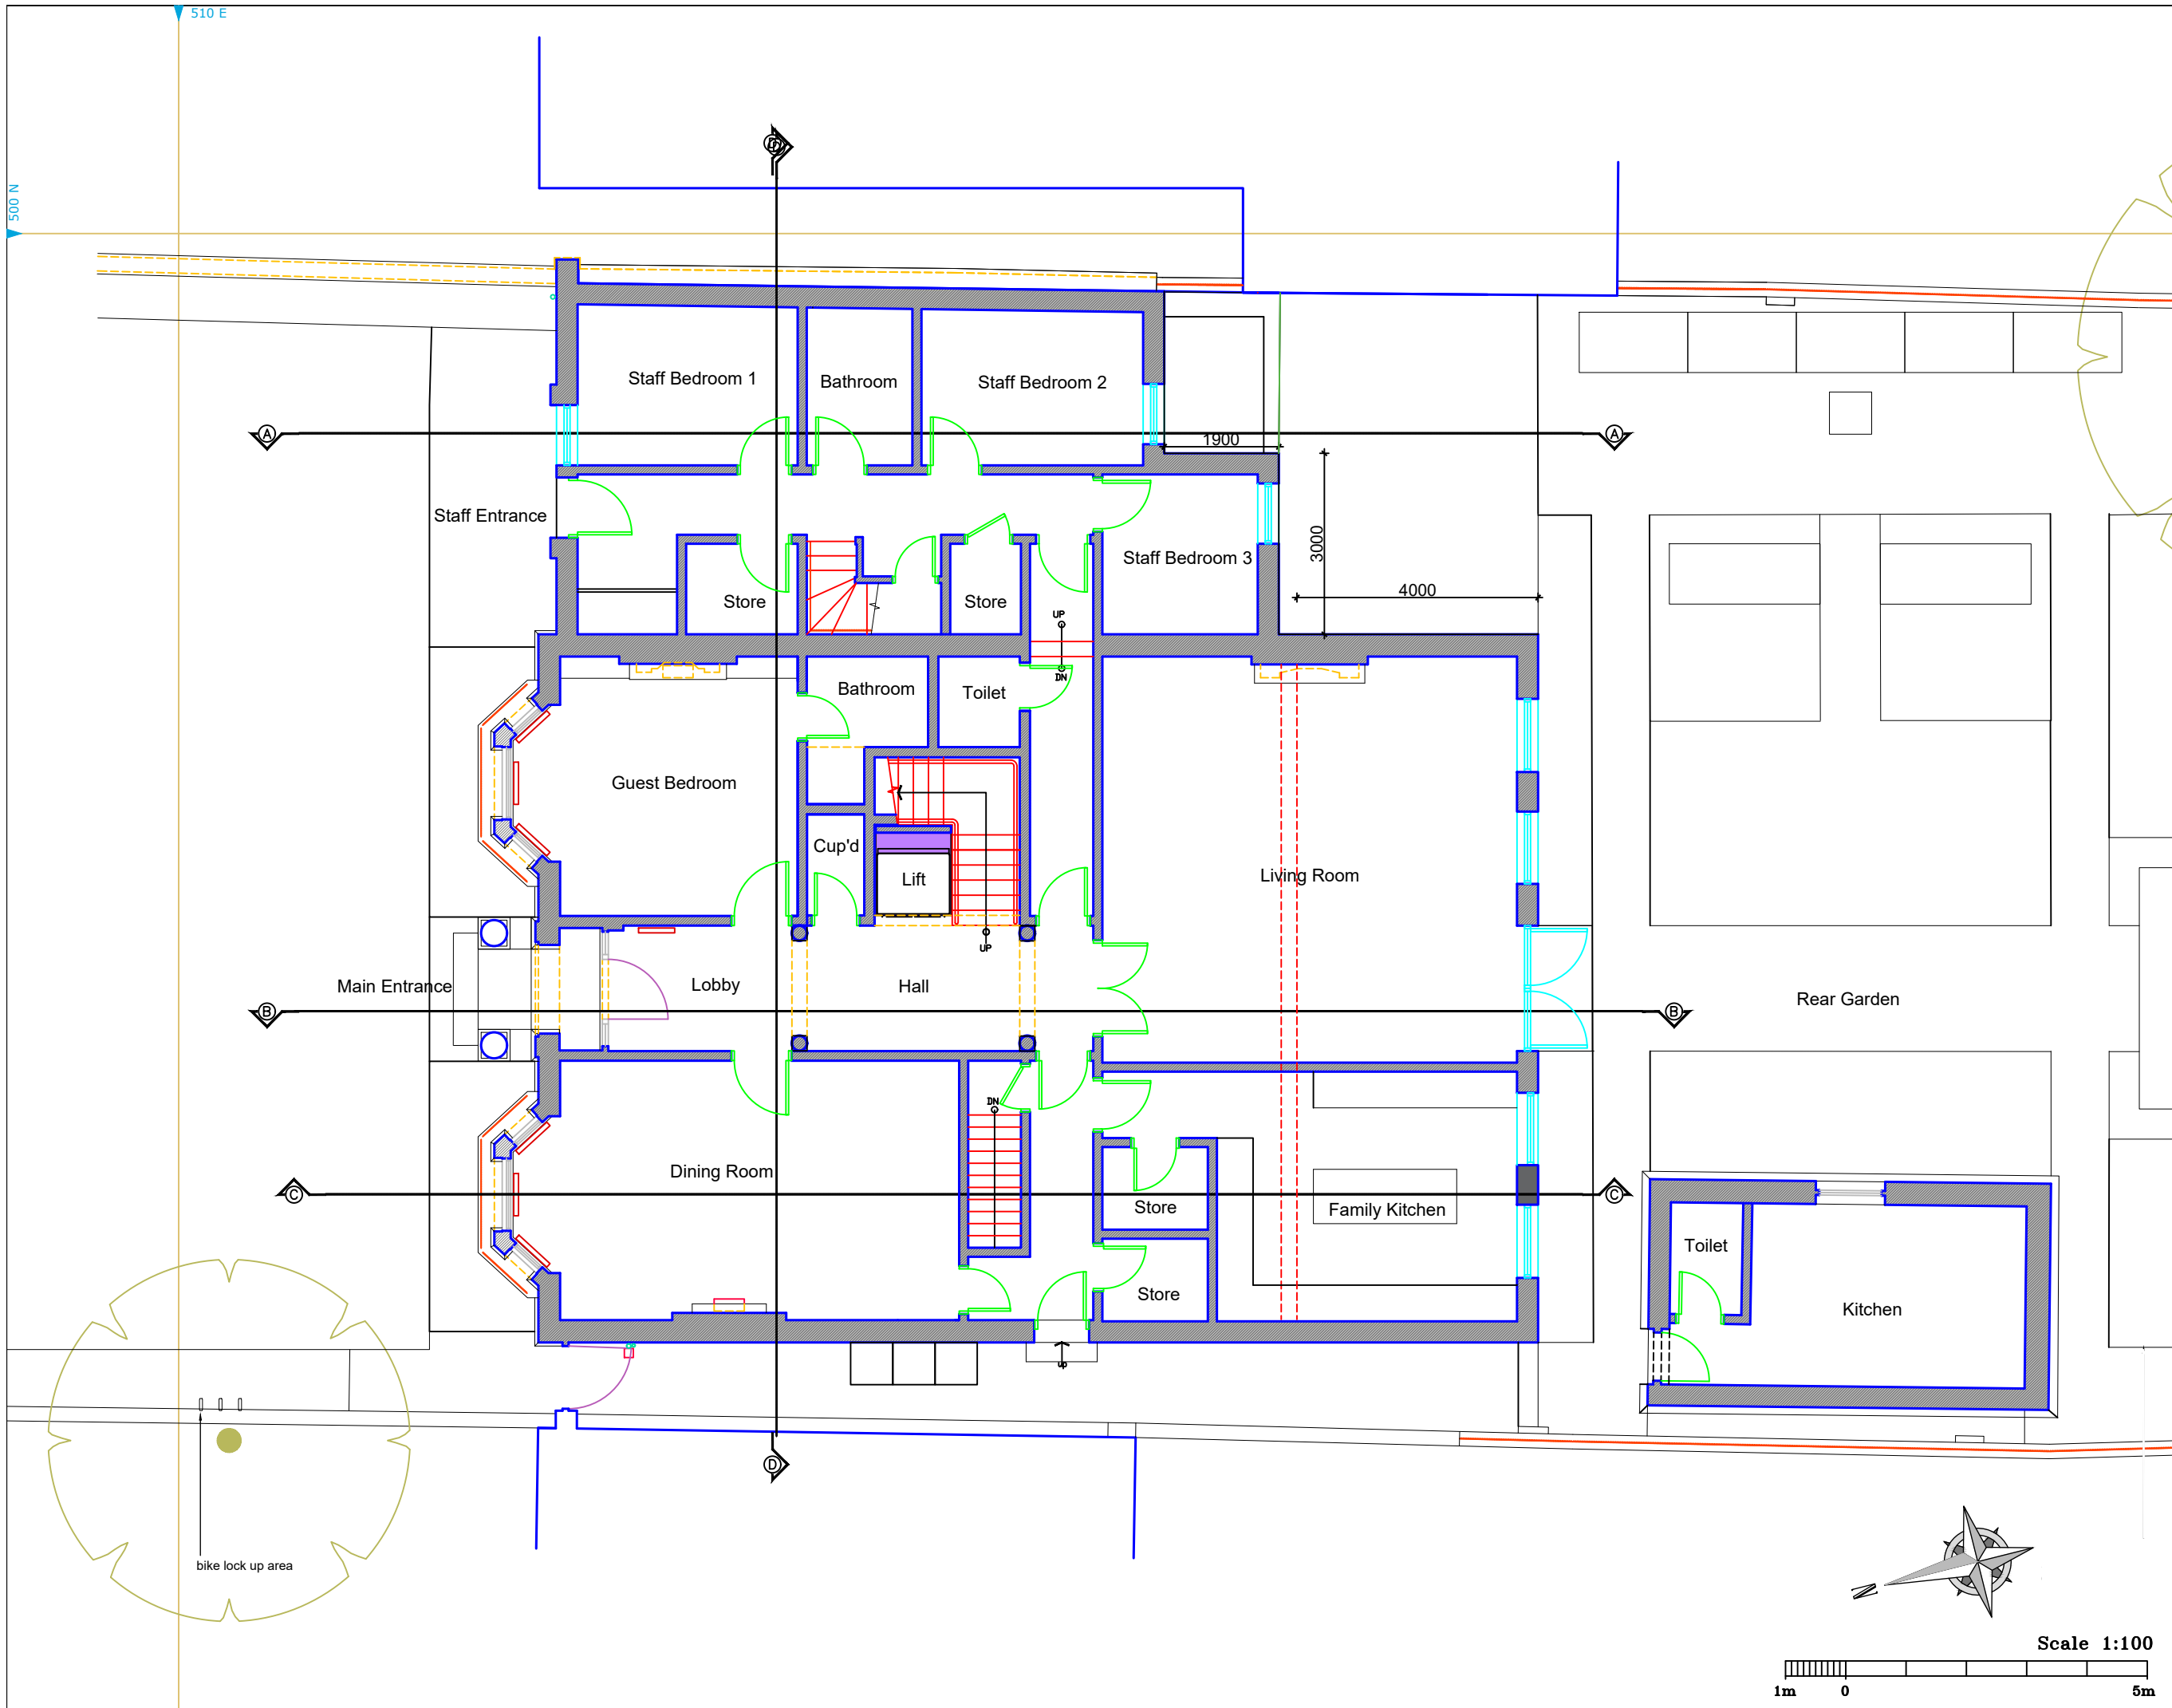 510 E
500 N
D
D
Staff Bedroom 1
Bathroom
Staff Bedroom 2
A
A
1900
Staff Entrance
3000
Staff Bedroom 3
4000
Store
Store
UP
DN
Bathroom
Toilet
Guest Bedroom
Cup'd
Lift
Living Room
UP
Main Entrance
Lobby
Hall
Rear Garden
B
B
DN
Dining Room
C
C
Store
Family Kitchen
Toilet
Store
Kitchen
up
D
bike lock up area
N
Scale 1:100
1m 0 5m